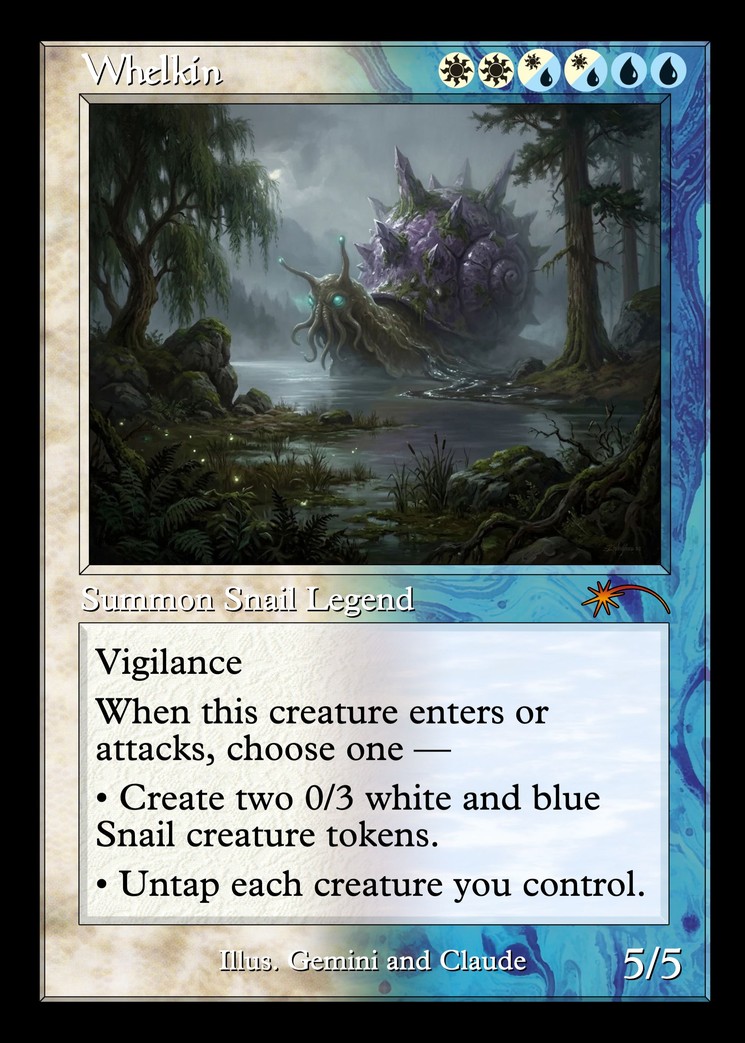 Whelkin
Summon Snail Legend
Vigilance
When this creature enters or
attacks, choose one —
• Create two 0/3 white and blue
Snail creature tokens.
• Untap each creature you control.
Illus. Gemini and Claude
5/5